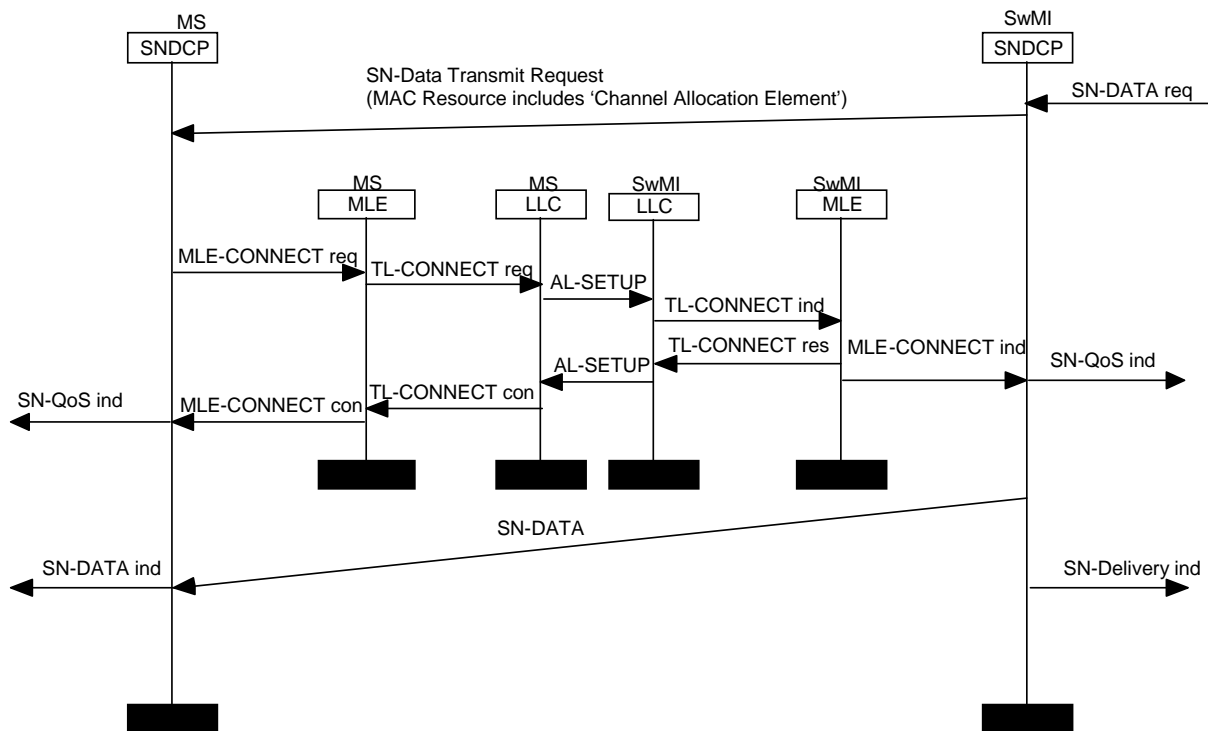 MS
SwMI
SNDCP
SNDCP
SN-Data Transmit Request
(MAC Resource includes ‘Channel Allocation Element’)
SN-DATA req
MS
MS
SwMI
SwMI
MLE
LLC
LLC
MLE
MLE-CONNECT req
TL-CONNECT req
AL-SETUP
TL-CONNECT ind
TL-CONNECT res
MLE-CONNECT ind
SN-QoS ind
AL-SETUP
TL-CONNECT con
SN-QoS ind
MLE-CONNECT con
SN-DATA
SN-DATA ind
SN-Delivery ind